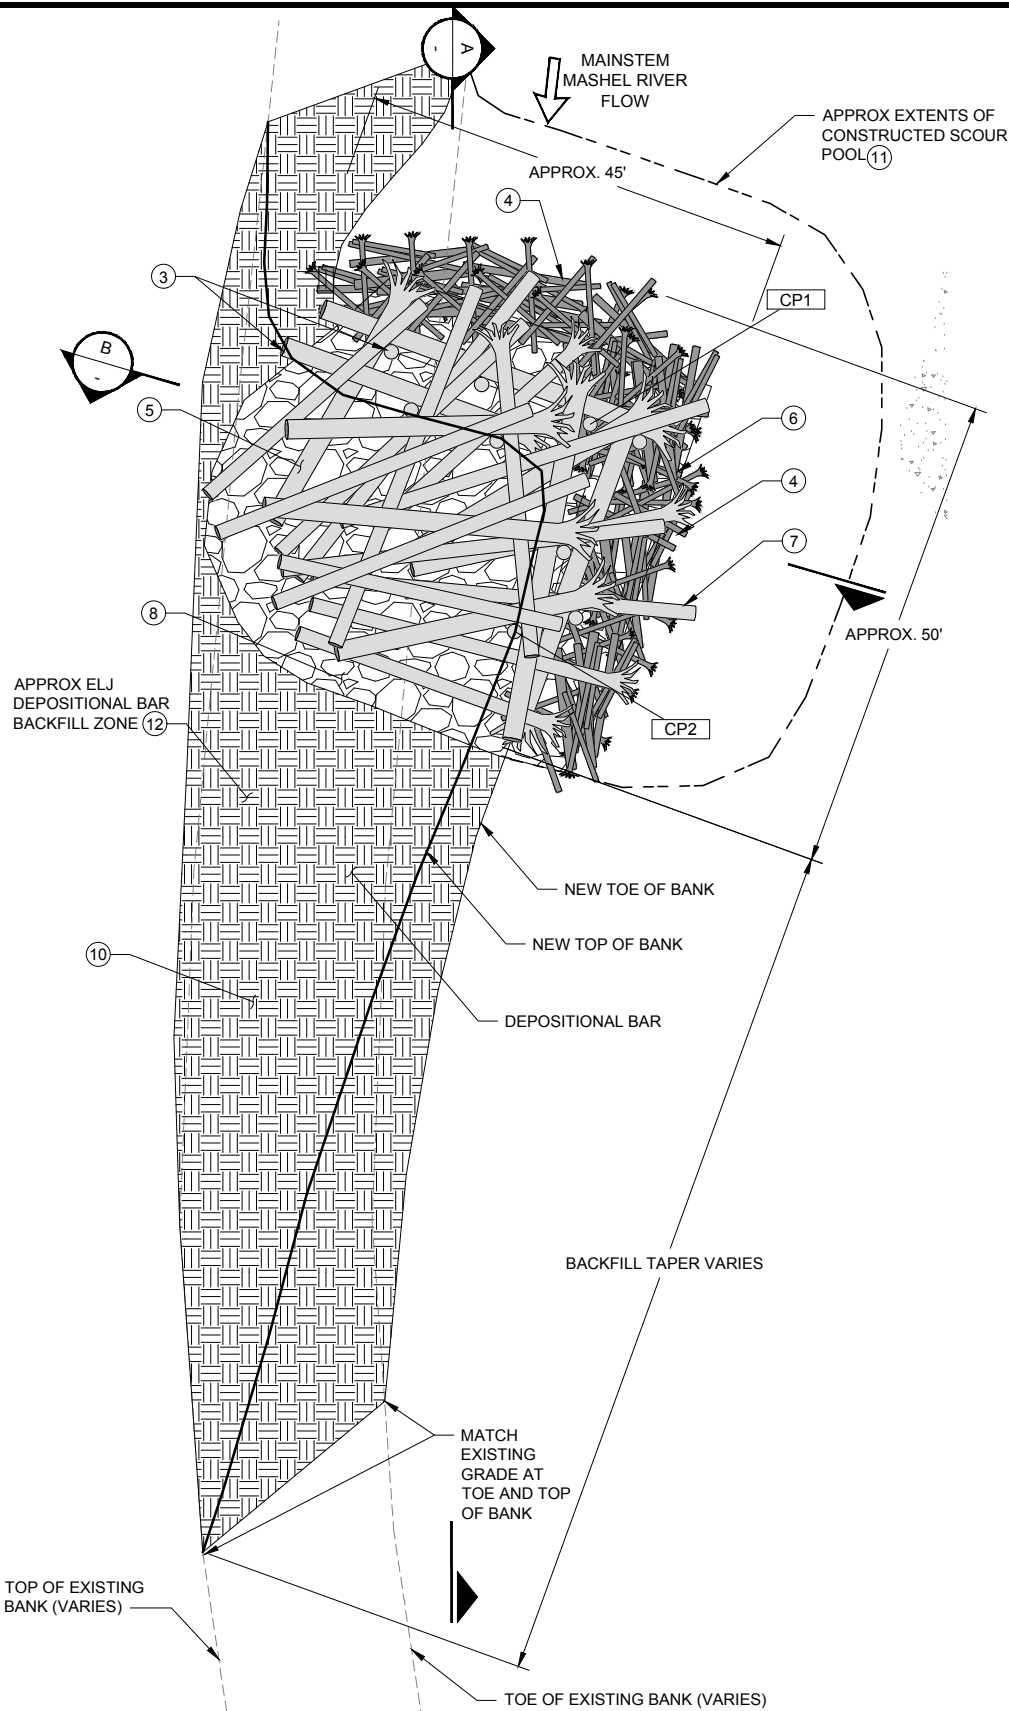 A
-
MAINSTEM
MASHEL RIVER
FLOW
APPROX EXTENTS OF
CONSTRUCTED SCOUR
POOL 11
APPROX. 45'
4
3
CP1
B
-
5
6
4
7
8
APPROX. 50'
APPROX ELJ
DEPOSITIONAL BAR
BACKFILL ZONE 12
CP2
NEW TOE OF BANK
NEW TOP OF BANK
10
DEPOSITIONAL BAR
BACKFILL TAPER VARIES
MATCH
EXISTING
GRADE AT
TOE AND TOP
OF BANK
TOP OF EXISTING
BANK (VARIES)
TOE OF EXISTING BANK (VARIES)